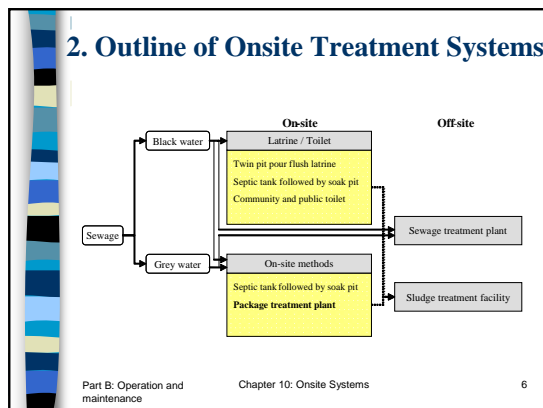 2. Outline of Onsite Treatment Systems
On-site
Off-site
Black water
Latrine / Toilet
Twin pit pour flush latrine
Septic tank followed by soak pit
Community and public toilet
Sewage
Sewage treatment plant
Grey water
On-site methods
Septic tank followed by soak pit
Package treatment plant
Sludge treatment facility
Part B: Operation and
maintenance
Chapter 10: Onsite Systems
6